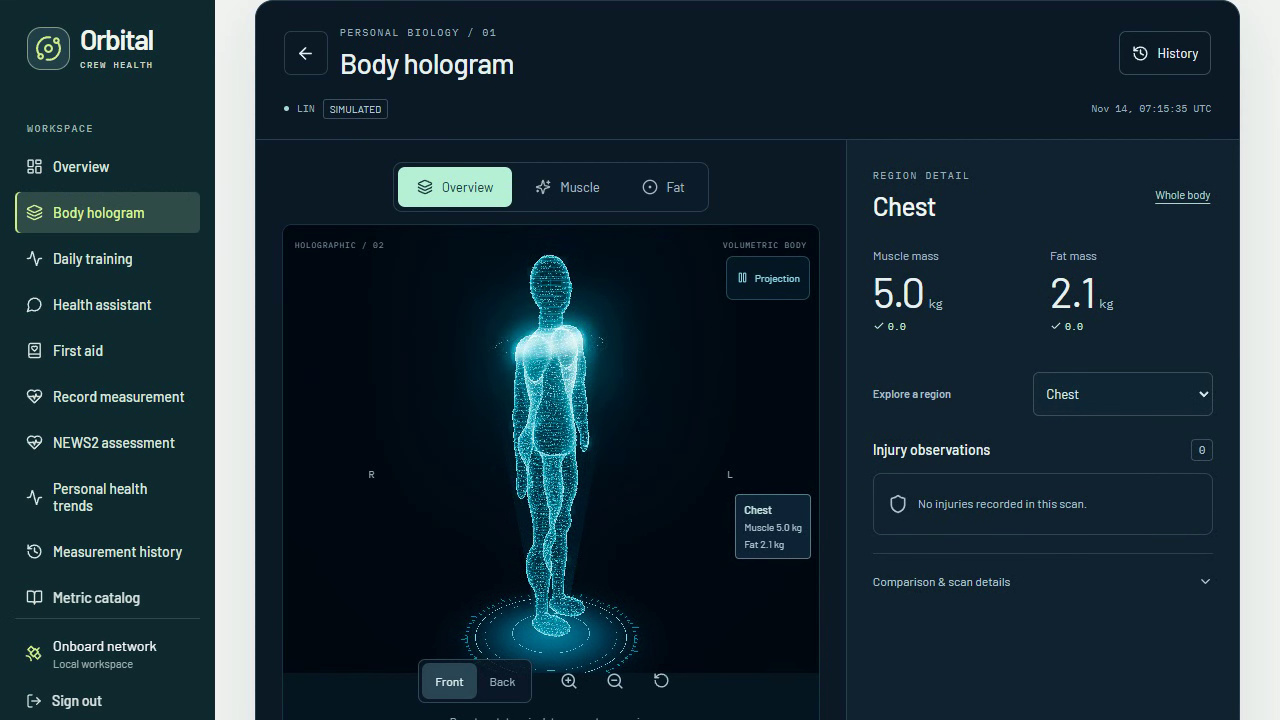 Orbital
CREW HEALTH
WORKSPACE
Overview
Body hologram
Daily training
Health assistant
First aid
Record measurement
NEWS2 assessment
Personal health
trends
Measurement history
Metric catalog
Onboard network
Local workspace
Sign out
PERSONAL BIOLOGY / 01
Body hologram
History
LIN SIMULATED
Nov 14, 07:15:35 UTC
Overview Muscle Fat
HOLOGRAPHIC / 02
VOLUMETRIC BODY
Projection
R
L
Chest
Muscle 5.0 kg
Fat 2.1 kg
Front Back
REGION DETAIL
Chest
Whole body
Muscle mass
5.0 kg
0.0
Fat mass
2.1 kg
0.0
Explore a region
Chest
Injury observations 0
No injuries recorded in this scan.
Comparison & scan details